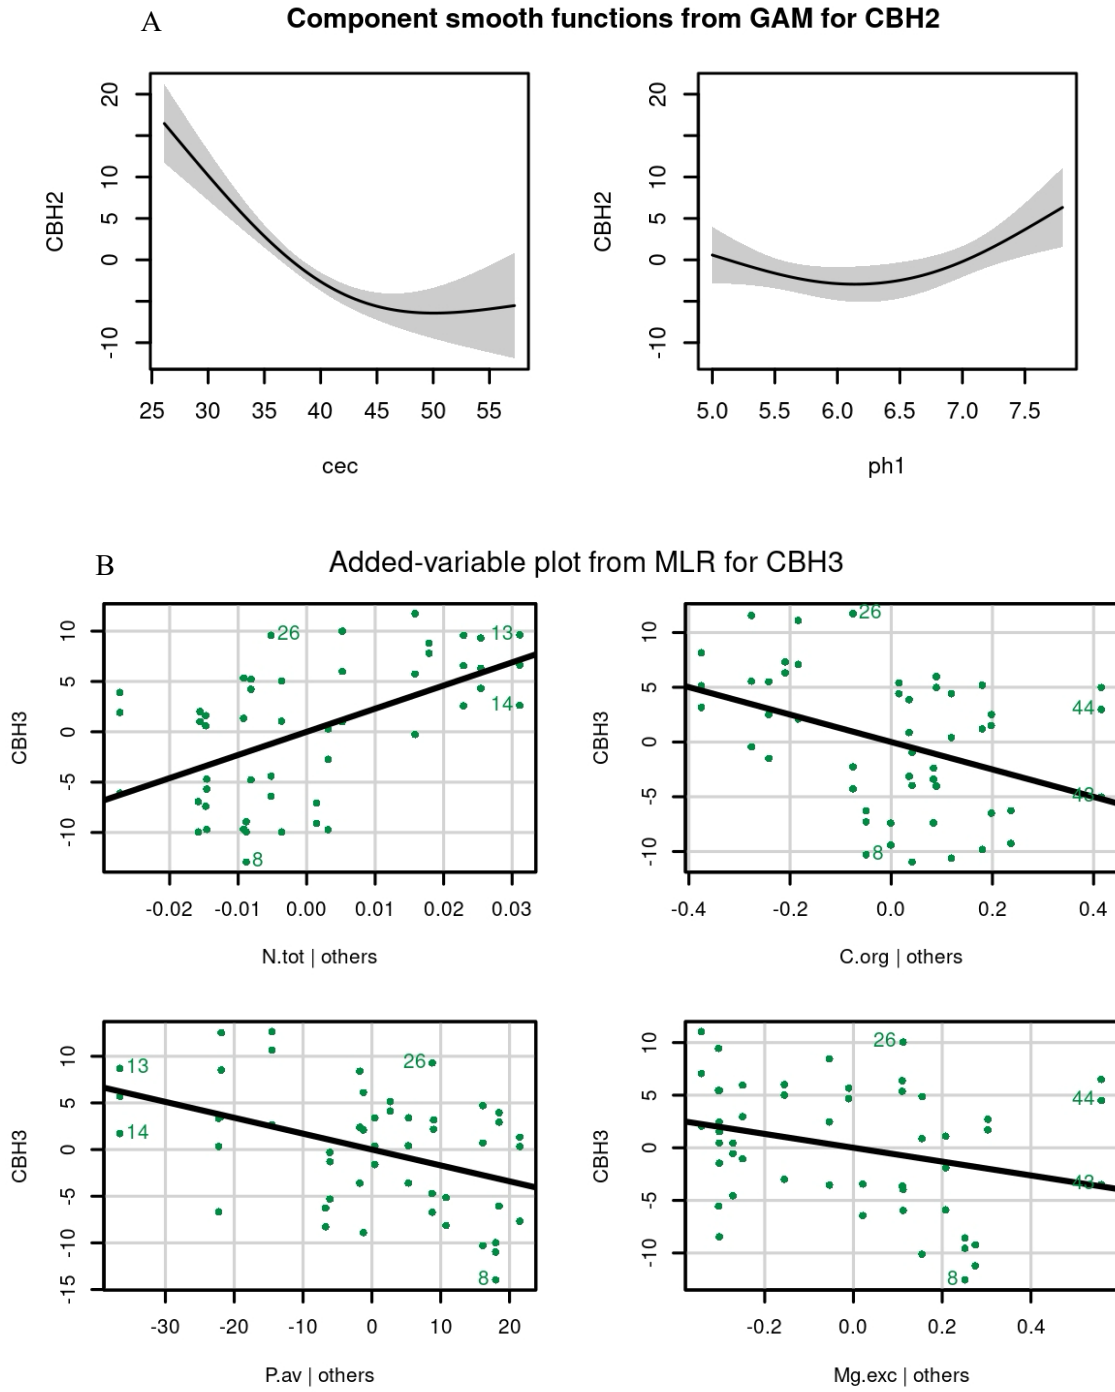 A
Component smooth functions from GAM for CBH2
CBH2
20
10
5
0
-10
25 30 35 40 45 50 55
cec
CBH2
20
10
5
0
-10
5.0 5.5 6.0 6.5 7.0 7.5
ph1
B
Added-variable plot from MLR for CBH3
CBH3
10
5
0
-5
-10
26
13
14
8
-0.02 -0.01 0.00 0.01 0.02 0.03
N.tot | others
CBH3
10
5
0
-5
-10
26
44
43
8
-0.4 -0.2 0.0 0.2 0.4
C.org | others
CBH3
10
5
0
-5
-10
-15
13
26
14
8
-30 -20 -10 0 10 20
P.av | others
CBH3
10
5
0
-5
-10
26
44
43
8
-0.2 0.0 0.2 0.4
Mg.exc | others